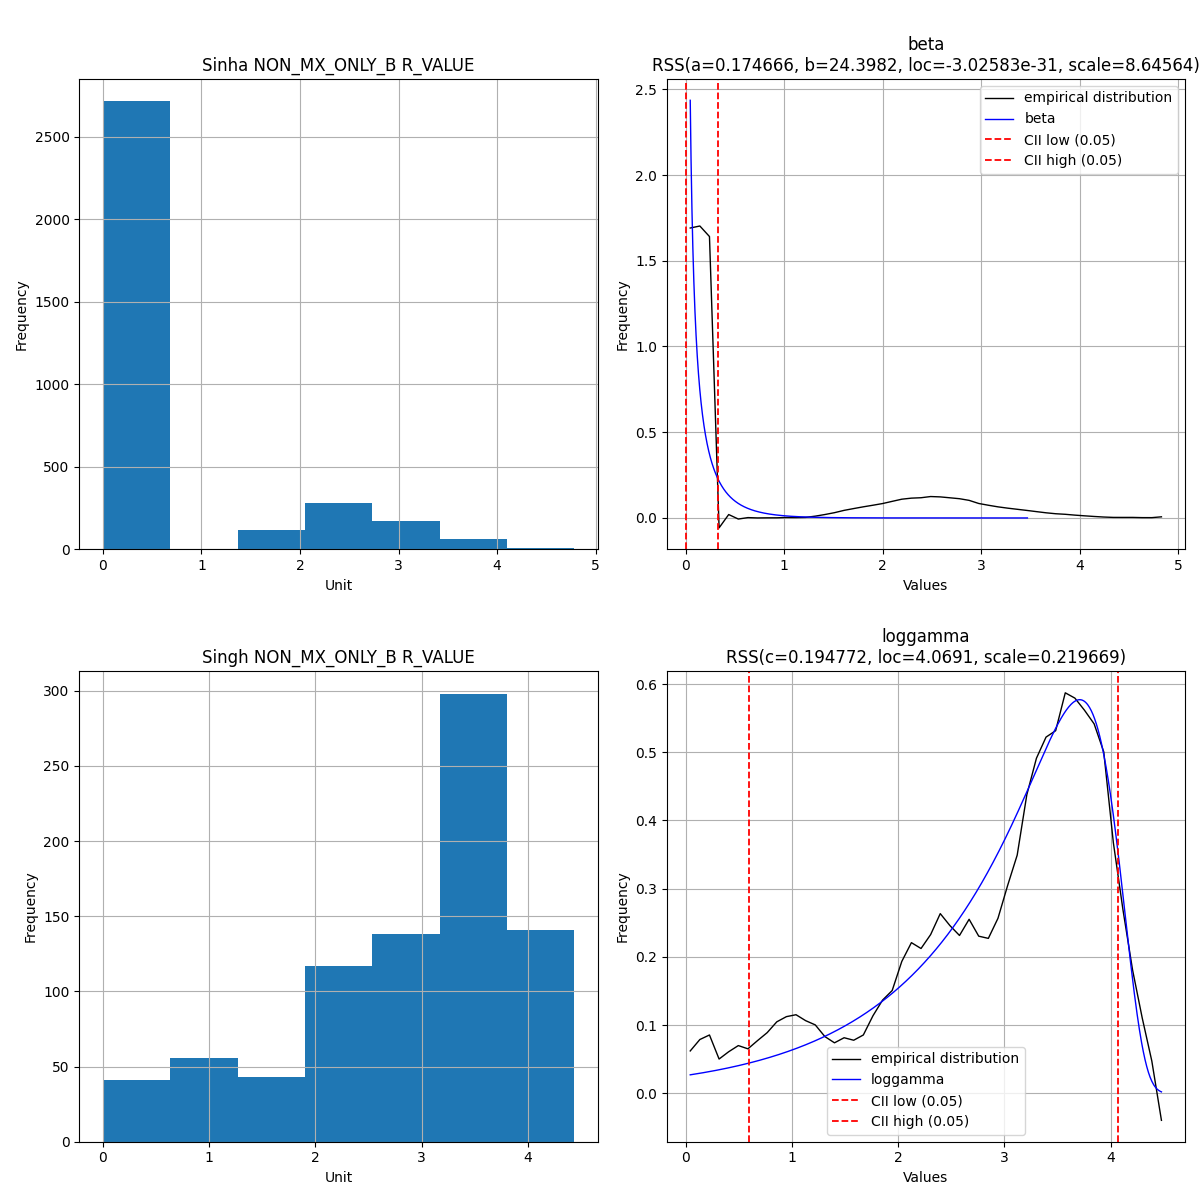 Sinha NON_MX_ONLY_B R_VALUE
Frequency
2500
2000
1500
1000
500
0
0 1 2 3 4 5
Unit
beta
RSS(a=0.174666, b=24.3982, loc=-3.02583e-31, scale=8.64564)
Frequency
2.5
2.0
1.5
1.0
0.5
0.0
empirical distribution
beta
CII low (0.05)
CII high (0.05)
0 1 2 3 4 5
Values
Singh NON_MX_ONLY_B R_VALUE
Frequency
300
250
200
150
100
50
0
0 1 2 3 4
Unit
loggamma
RSS(c=0.194772, loc=4.0691, scale=0.219669)
Frequency
0.6
0.5
0.4
0.3
0.2
0.1
0.0
empirical distribution
loggamma
CII low (0.05)
CII high (0.05)
0 1 2 3 4
Values